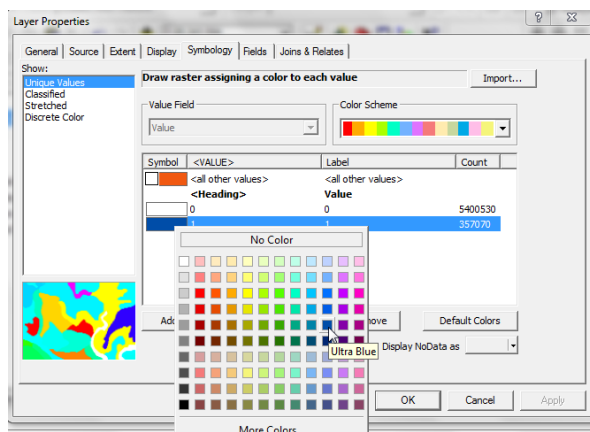 Layer Properties
General Source Extent Display Symbology Fields Joins & Relates
Show:
Unique Values
Classified
Stretched
Discrete Color
Draw raster assigning a color to each value
Import...
Value Field
Value
Color Scheme
Symbol <VALUE> Label Count
<all other values> <all other values>
<Heading> Value
0 0 5400530
1 1 357070
No Color
Ultra Blue
More Colors
Default Colors
Display NoData as
OK Cancel Apply